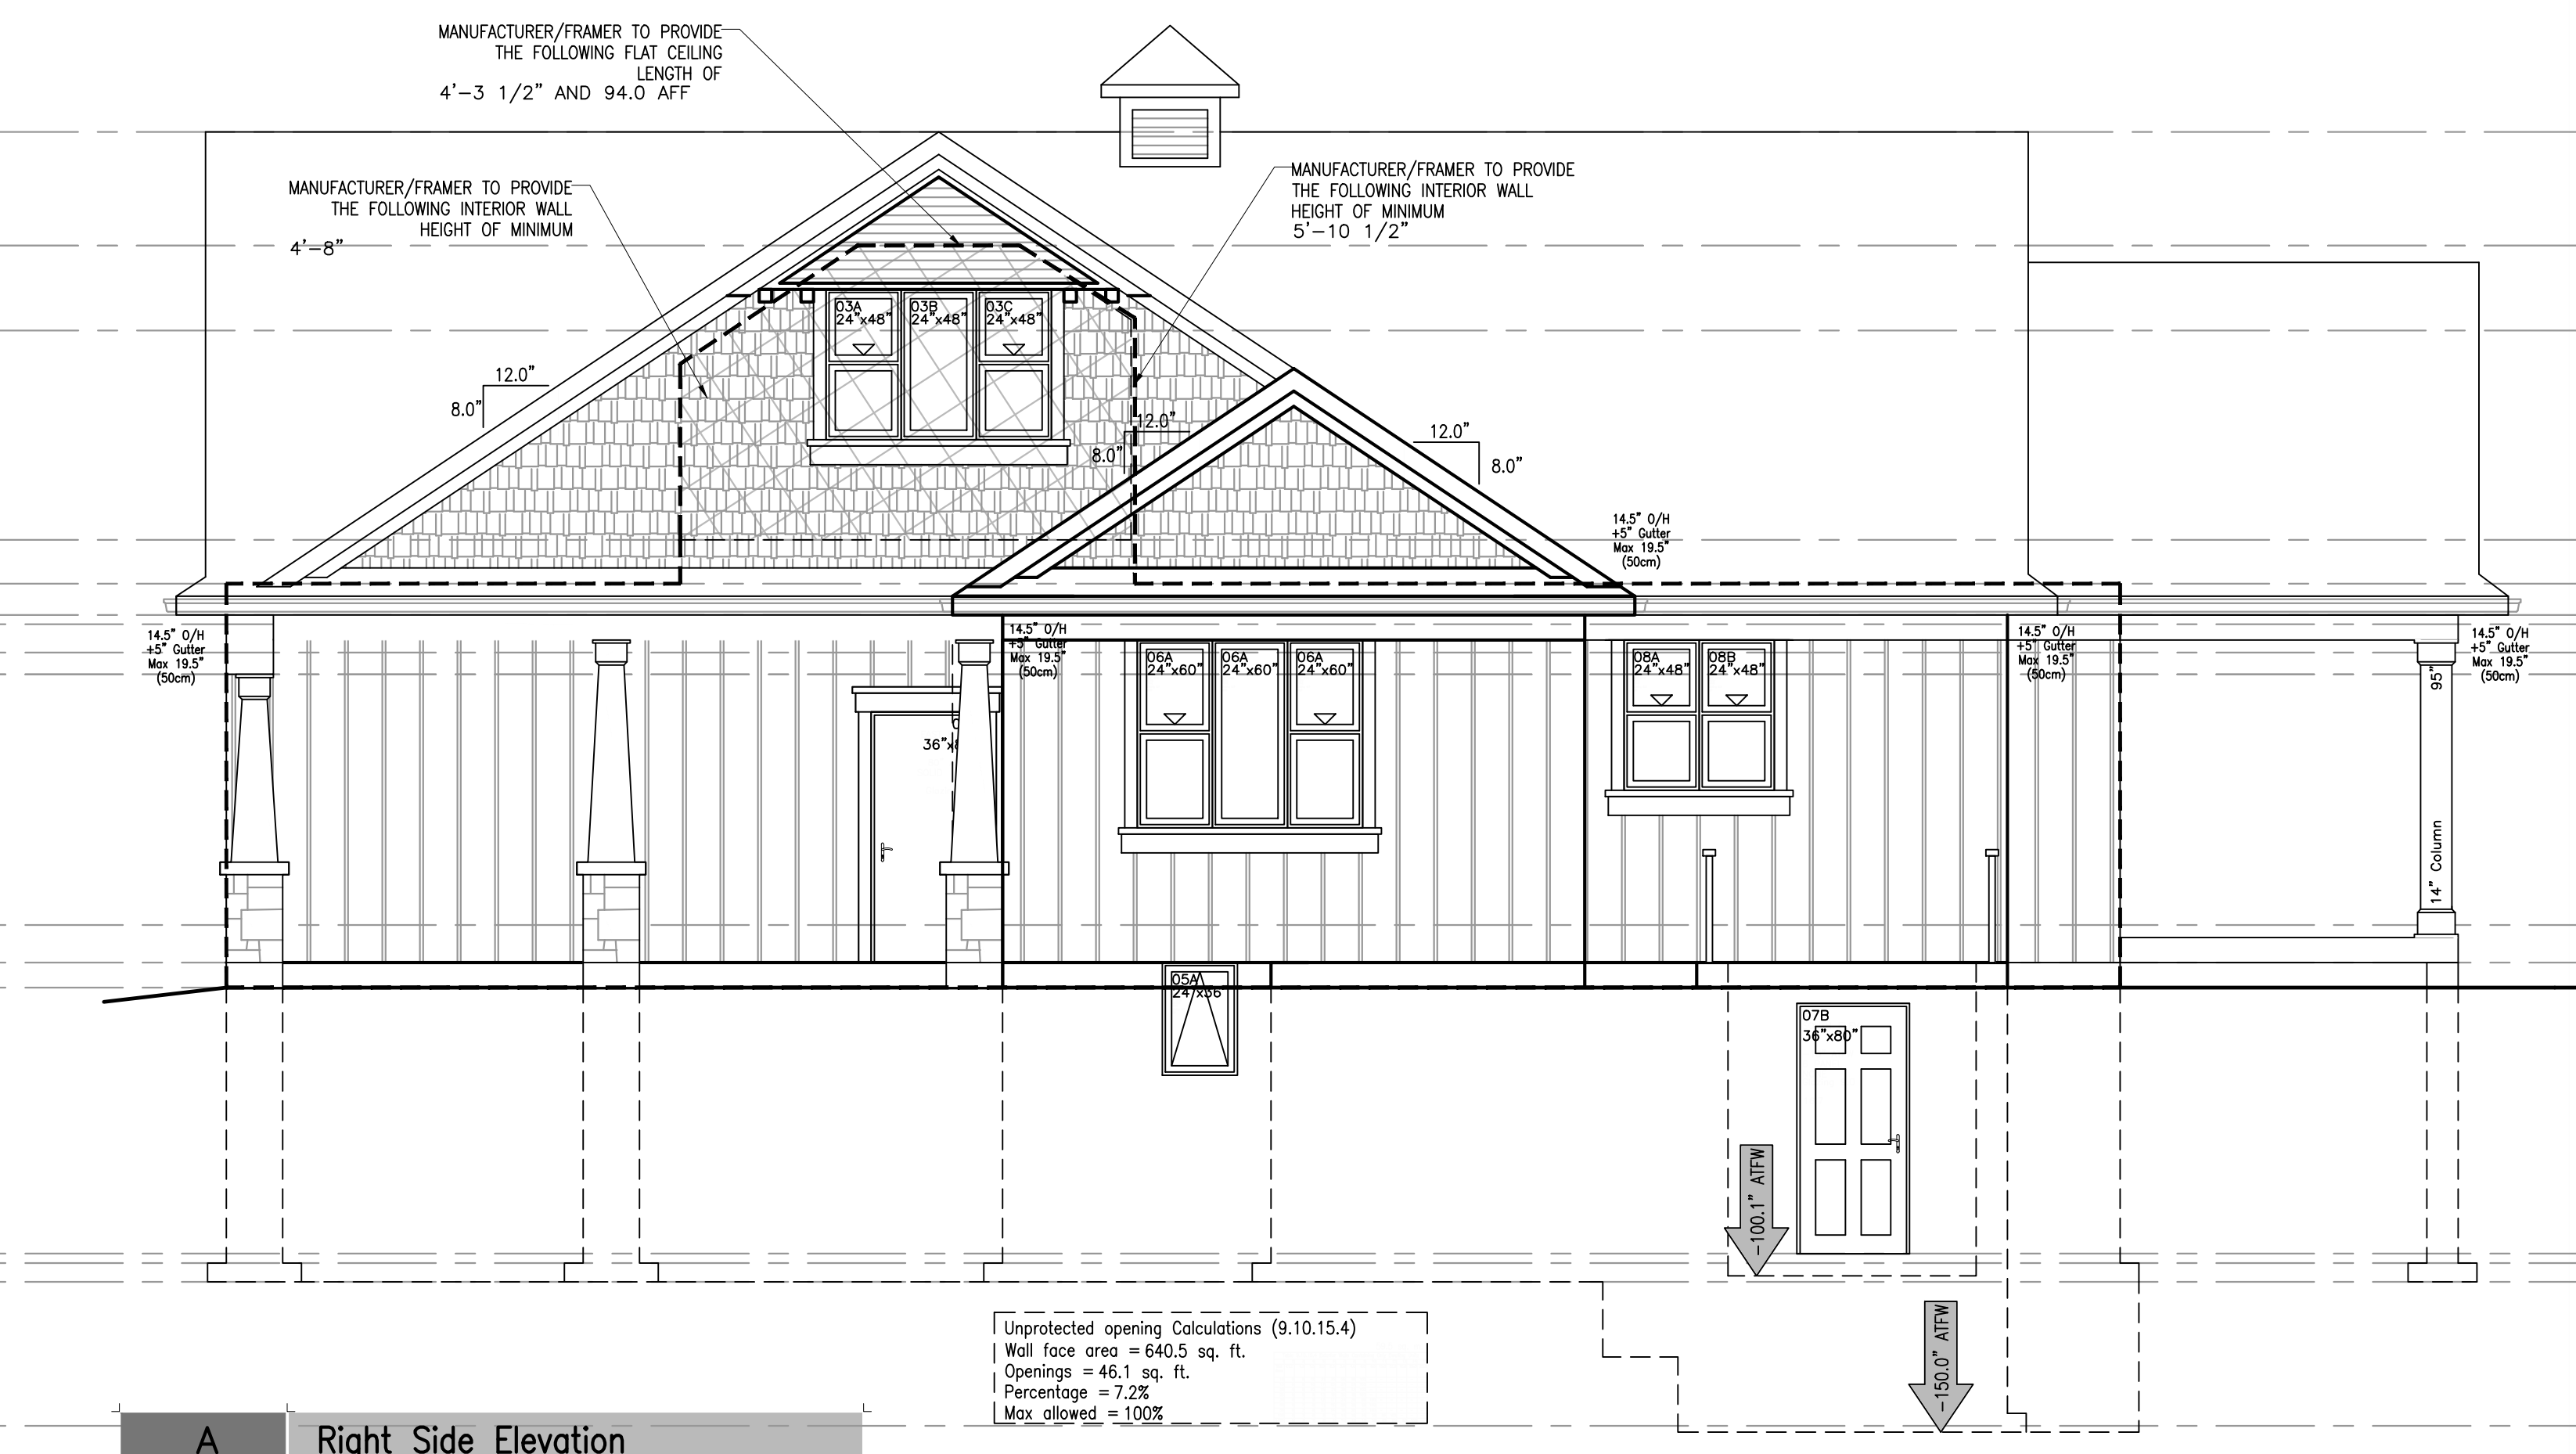 MANUFACTURER/FRAMER TO PROVIDE
THE FOLLOWING FLAT CEILING
LENGTH OF
4'-3 1/2" AND 94.0 AFF
MANUFACTURER/FRAMER TO PROVIDE
THE FOLLOWING INTERIOR WALL
HEIGHT OF MINIMUM
4'-8"
MANUFACTURER/FRAMER TO PROVIDE
THE FOLLOWING INTERIOR WALL
HEIGHT OF MINIMUM
5'-10 1/2"
03A
24"x48"
03B
24"x48"
03C
24"x48"
12.0"
8.0"
12.0"
8.0"
12.0"
8.0"
14.5" O/H
+5" Gutter
Max 19.5"
(50cm)
14.5" O/H
+5" Gutter
Max 19.5"
(50cm)
14.5" O/H
+5" Gutter
Max 19.5"
(50cm)
14.5" O/H
+5" Gutter
Max 19.5"
(50cm)
14.5" O/H
+5" Gutter
Max 19.5"
(50cm)
06A
24"x60"
06A
24"x60"
06A
24"x60"
08A
24"x48"
08B
24"x48"
95"
14" Column
36"x
05A
24"x36
07B
36"x80"
-100.1" ATFW
-150.0" ATFW
Unprotected opening Calculations (9.10.15.4)
Wall face area = 640.5 sq. ft.
Openings = 46.1 sq. ft.
Percentage = 7.2%
Max allowed = 100%
A
Right Side Elevation